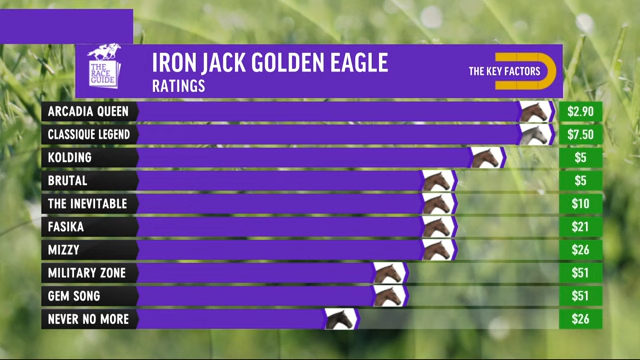 THE
RACE
GUIDE
IRON JACK GOLDEN EAGLE
RATINGS
THE KEY FACTORS
ARCADIA QUEEN $2.90
CLASSIQUE LEGEND $7.50
KOLDING $5
BRUTAL $5
THE INEVITABLE $10
FASIKA $21
MIZZY $26
MILITARY ZONE $51
GEM SONG $51
NEVER NO MORE $26